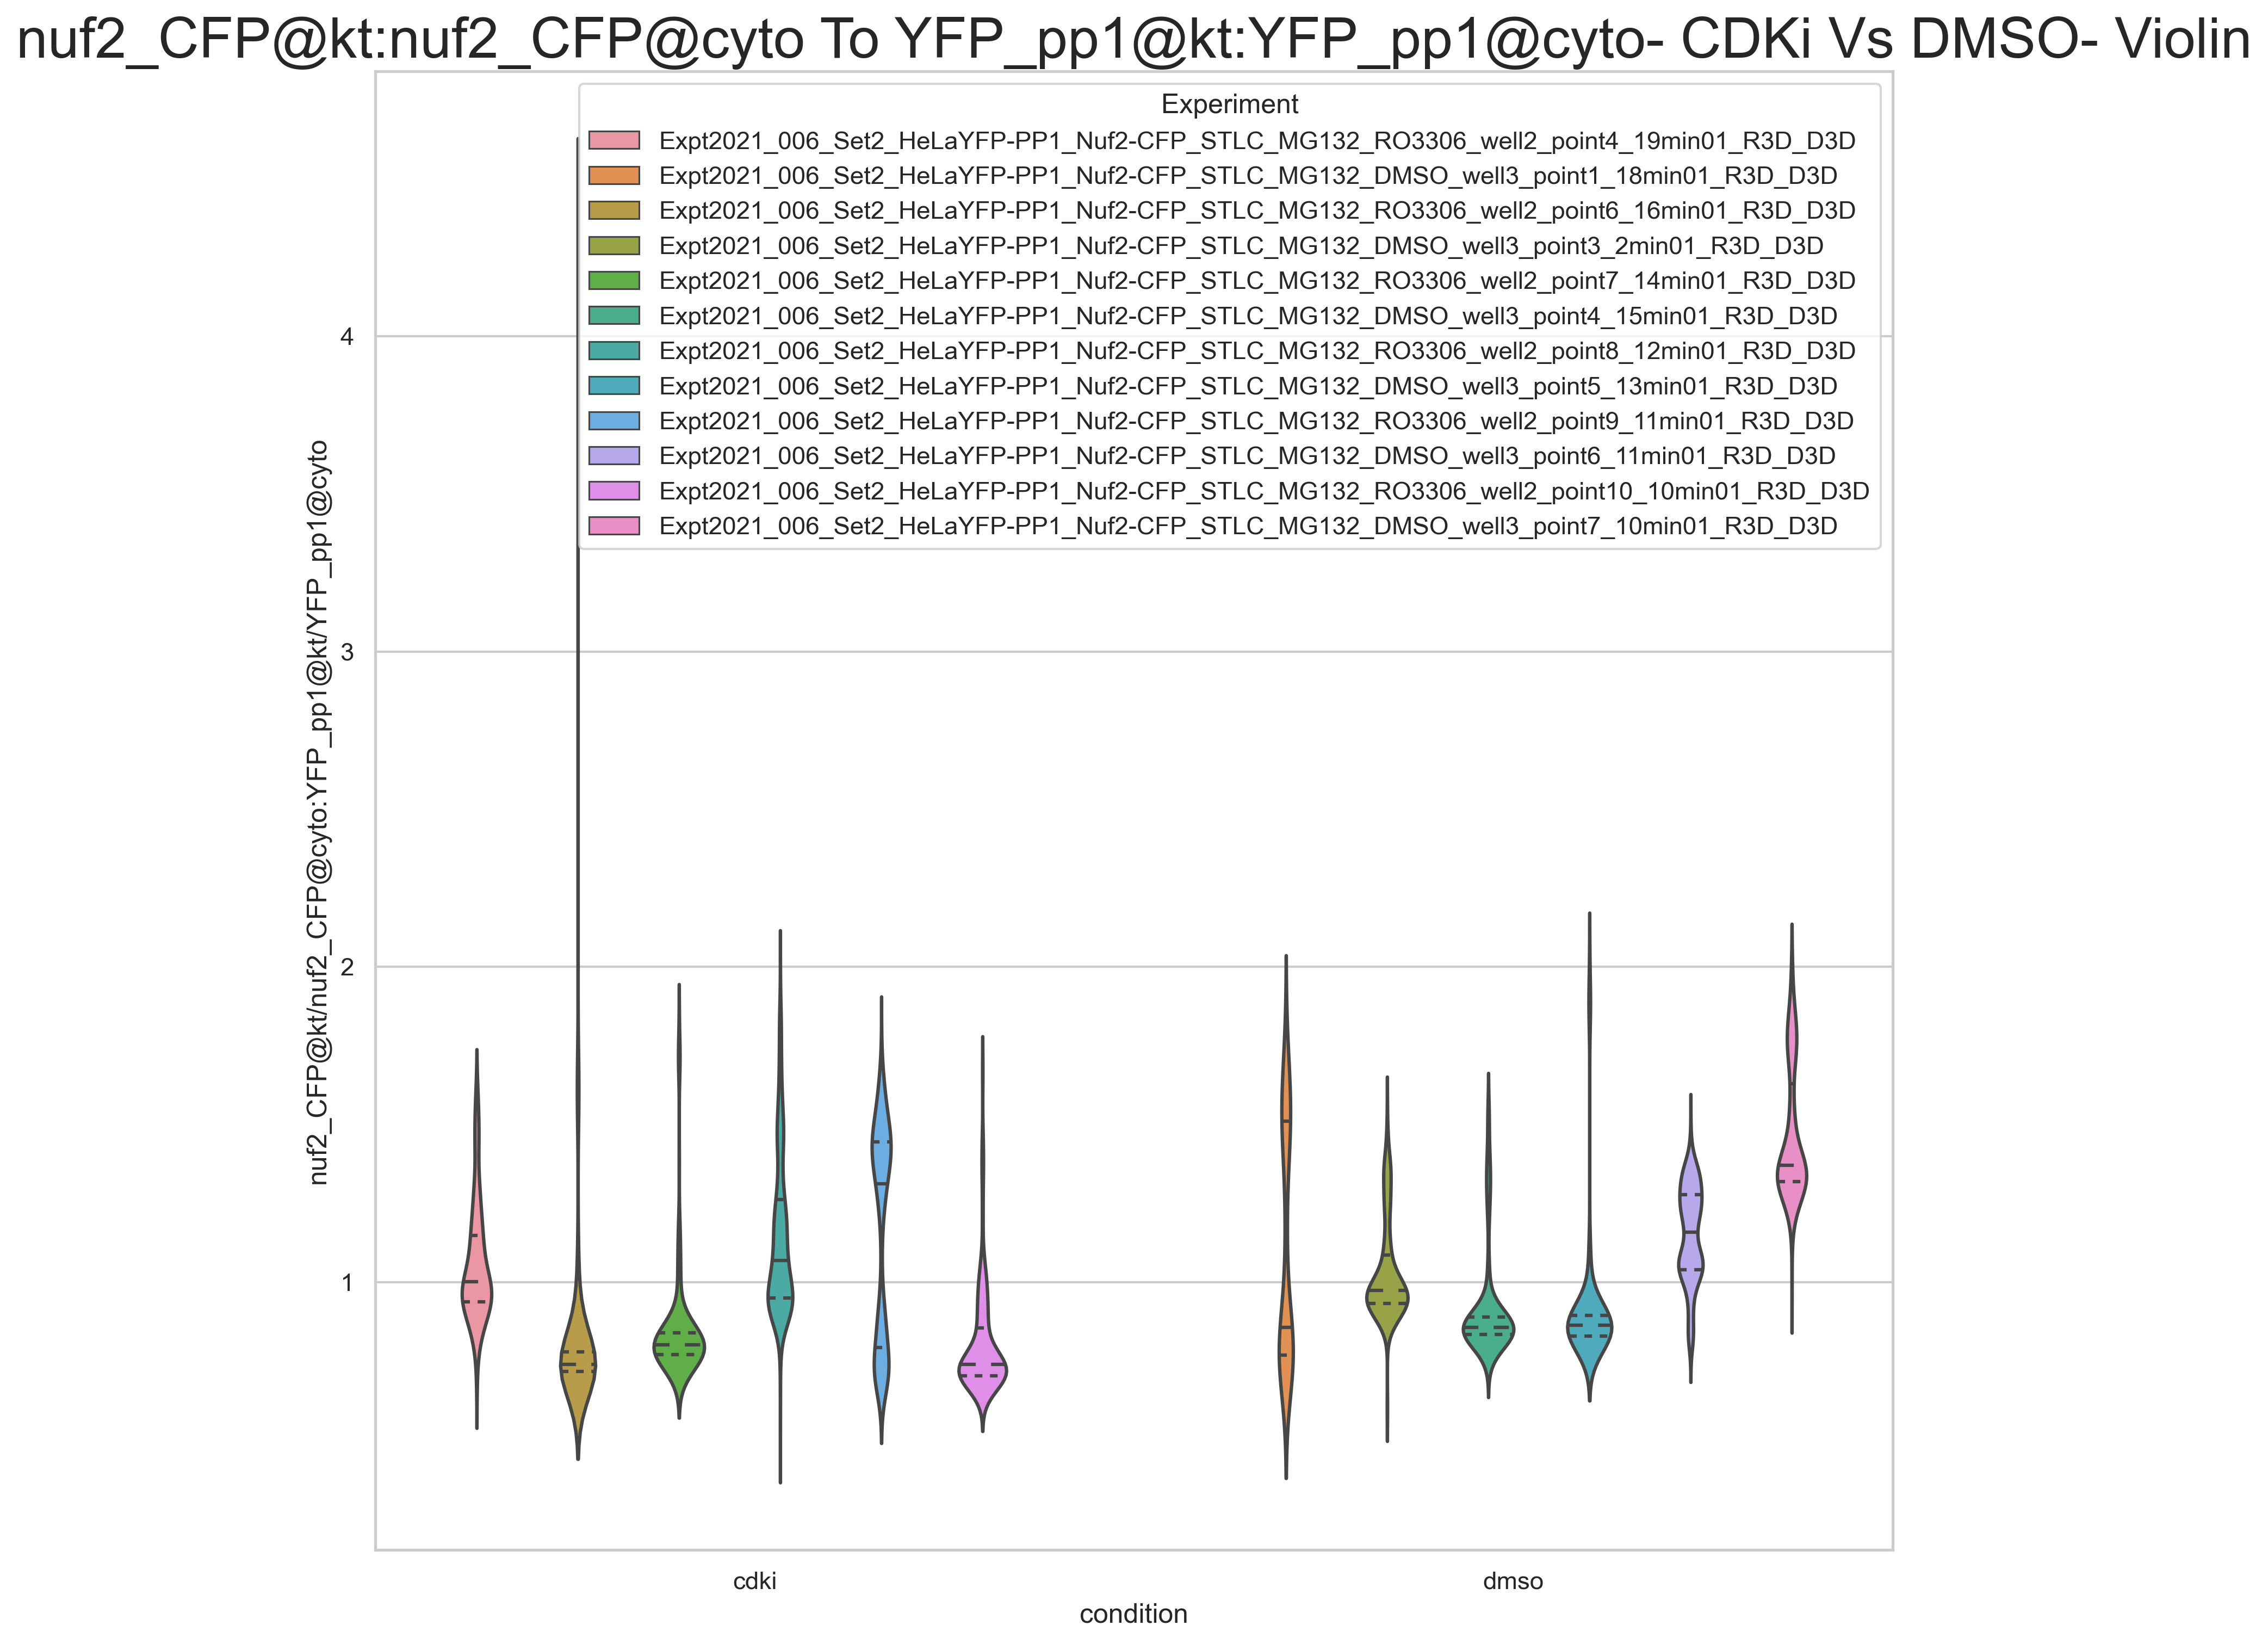 nuf2_CFP@kt:nuf2_CFP@cyto To YFP_pp1@kt:YFP_pp1@cyto- CDKi Vs DMSO- Violin
Experiment
Expt2021_006_Set2_HeLaYFP-PP1_Nuf2-CFP_STLC_MG132_RO3306_well2_point4_19min01_R3D_D3D
Expt2021_006_Set2_HeLaYFP-PP1_Nuf2-CFP_STLC_MG132_DMSO_well3_point1_18min01_R3D_D3D
Expt2021_006_Set2_HeLaYFP-PP1_Nuf2-CFP_STLC_MG132_RO3306_well2_point6_16min01_R3D_D3D
Expt2021_006_Set2_HeLaYFP-PP1_Nuf2-CFP_STLC_MG132_DMSO_well3_point3_2min01_R3D_D3D
Expt2021_006_Set2_HeLaYFP-PP1_Nuf2-CFP_STLC_MG132_RO3306_well2_point7_14min01_R3D_D3D
Expt2021_006_Set2_HeLaYFP-PP1_Nuf2-CFP_STLC_MG132_DMSO_well3_point4_15min01_R3D_D3D
Expt2021_006_Set2_HeLaYFP-PP1_Nuf2-CFP_STLC_MG132_RO3306_well2_point8_12min01_R3D_D3D
Expt2021_006_Set2_HeLaYFP-PP1_Nuf2-CFP_STLC_MG132_DMSO_well3_point5_13min01_R3D_D3D
Expt2021_006_Set2_HeLaYFP-PP1_Nuf2-CFP_STLC_MG132_RO3306_well2_point9_11min01_R3D_D3D
Expt2021_006_Set2_HeLaYFP-PP1_Nuf2-CFP_STLC_MG132_DMSO_well3_point6_11min01_R3D_D3D
Expt2021_006_Set2_HeLaYFP-PP1_Nuf2-CFP_STLC_MG132_RO3306_well2_point10_10min01_R3D_D3D
Expt2021_006_Set2_HeLaYFP-PP1_Nuf2-CFP_STLC_MG132_DMSO_well3_point7_10min01_R3D_D3D
nuf2_CFP@kt/nuf2_CFP@cyto:YFP_pp1@kt/YFP_pp1@cyto
4
3
2
1
cdki
dmso
condition